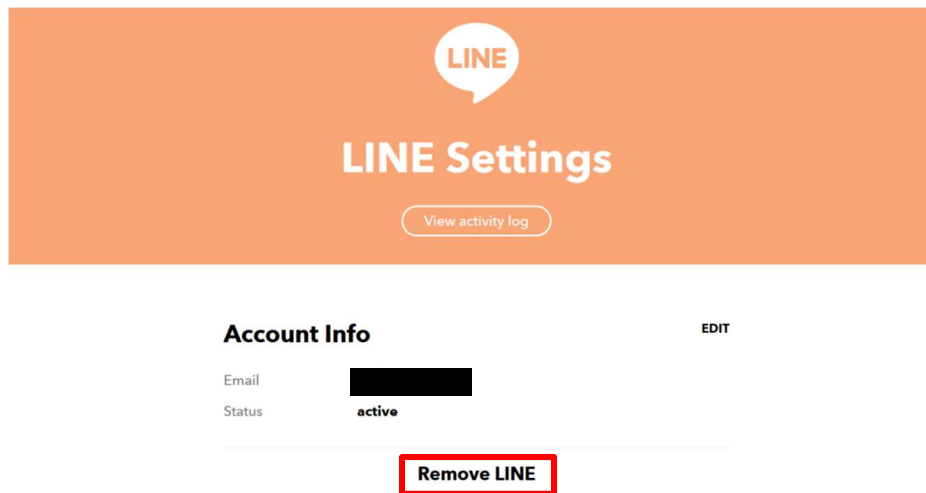 LINE
LINE Settings
View activity log
Account Info
EDIT
Email
Status active
Remove LINE